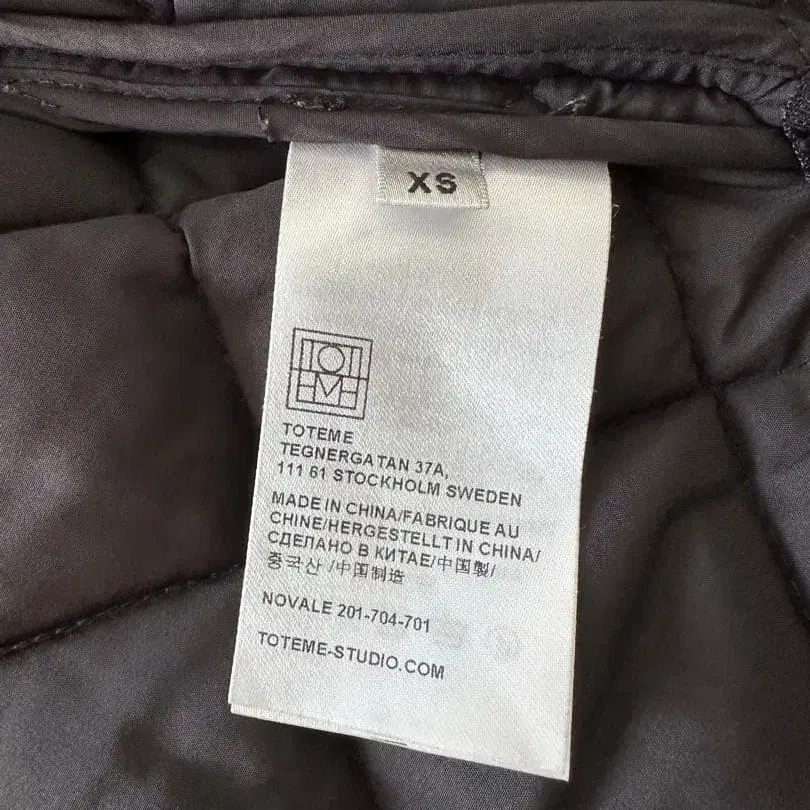 XS
TOTEME
TOTEME
TEGNERGATAN 37A,
111 61 STOCKHOLM SWEDEN
MADE IN CHINA/FABRIQUE AU
CHINE/HERGESTELLT IN CHINA/
СДЕЛАНО В КИТАЕ/中国製/
중국산 /中国制造
NOVALE 201-704-701
TOTEME-STUDIO.COM